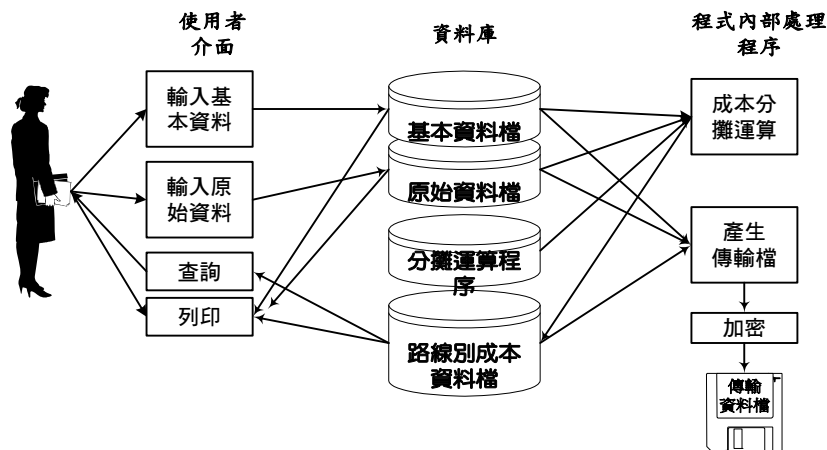 使用者
介面
資料庫
程式內部處理
程序
輸入基
本資料
輸入原
始資料
查詢
列印
基本資料檔
原始資料檔
分攤運算程
序
路線別成本
資料檔
成本分
攤運算
產生
傳輸檔
加密
傳輸
資料檔